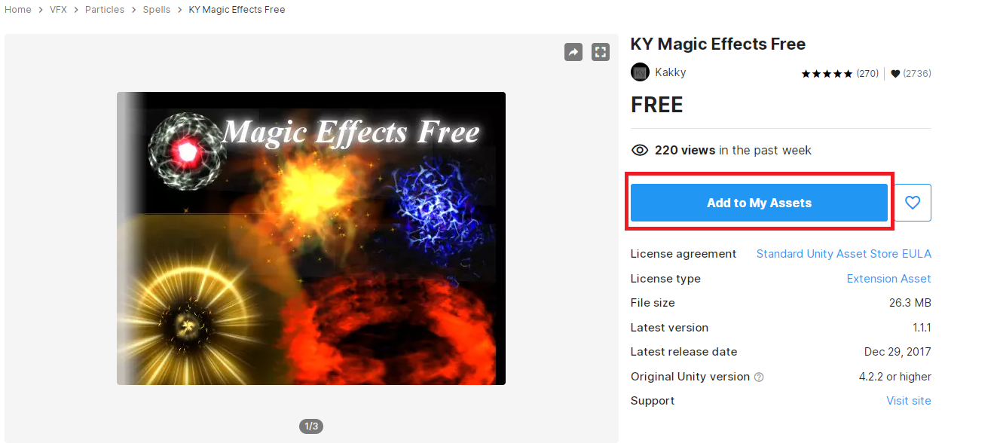 Home > VFX > Particles > Spells > KY Magic Effects Free
Magic Effects Free
1/3
KY Magic Effects Free
Kakky
★★★★★ (270) | ♥ (2736)
FREE
220 views in the past week
Add to My Assets
License agreement Standard Unity Asset Store EULA
License type Extension Asset
File size 26.3 MB
Latest version 1.1.1
Latest release date Dec 29, 2017
Original Unity version ? 4.2.2 or higher
Support Visit site